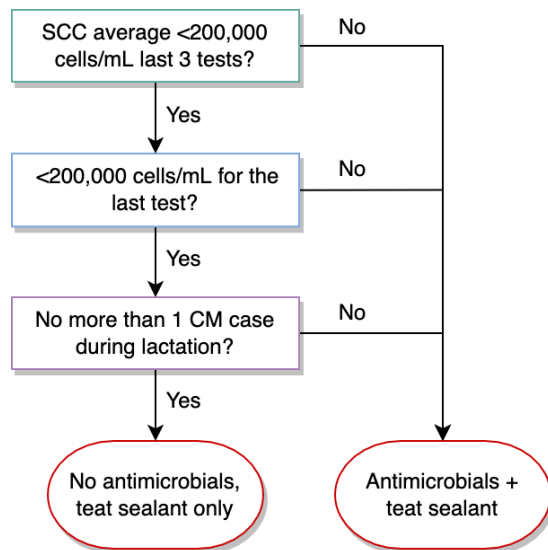 SCC average <200,000
cells/mL last 3 tests?
No
Yes
<200,000 cells/mL for the
last test?
No
Yes
No more than 1 CM case
during lactation?
No
Yes
No antimicrobials,
teat sealant only
Antimicrobials +
teat sealant